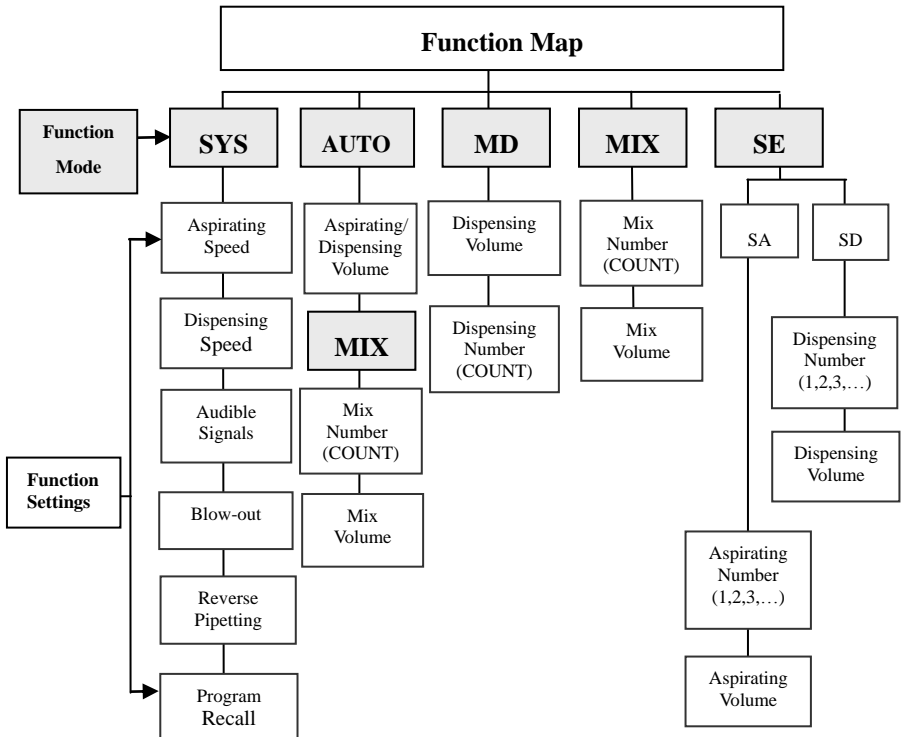 Function Map
Function
Mode
SYS
AUTO
MD
MIX
SE
Aspirating
Speed
Dispensing
Speed
Audible
Signals
Blow-out
Reverse
Pipetting
Program
Recall
Function
Settings
Aspirating/
Dispensing
Volume
MIX
Mix
Number
(COUNT)
Mix
Volume
Dispensing
Volume
Dispensing
Number
(COUNT)
Mix
Number
(COUNT)
Mix
Volume
SA
Aspirating
Number
(1,2,3,…)
Aspirating
Volume
SD
Dispensing
Number
(1,2,3,…)
Dispensing
Volume